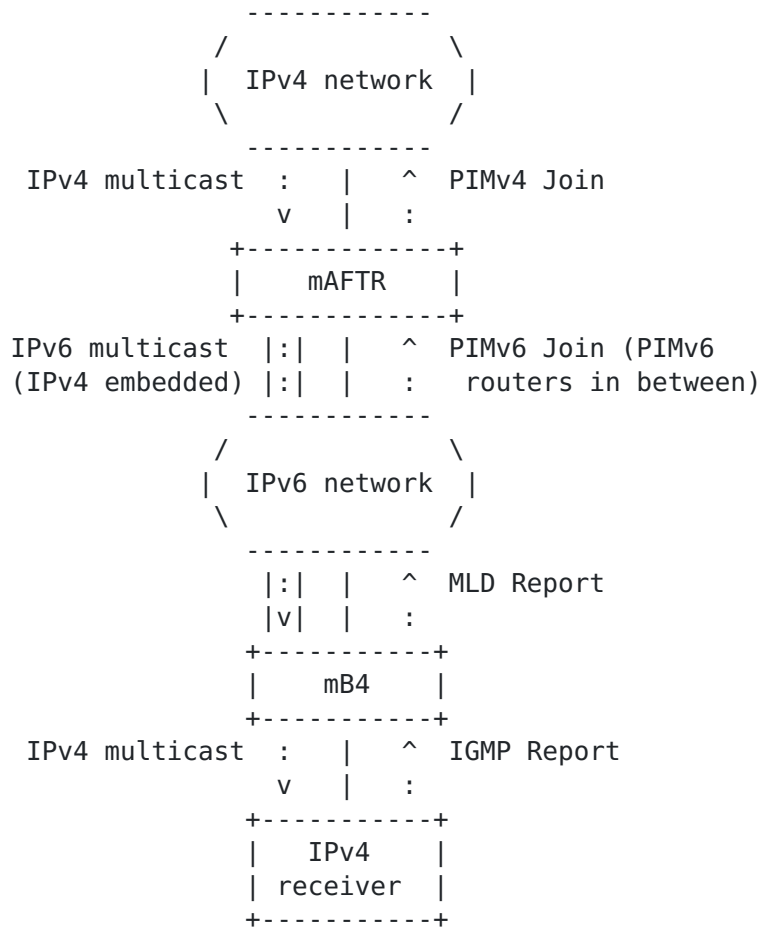 IPv4 network
IPv4 multicast : | ^ PIMv4 Join
v | :
mAFTR
IPv6 multicast |:| | ^ PIMv6 Join (PIMv6
(IPv4 embedded) |:| | : routers in between)
IPv6 network
|:| | ^ MLD Report
|v| | :
mB4
IPv4 multicast : | ^ IGMP Report
v | :
IPv4
receiver